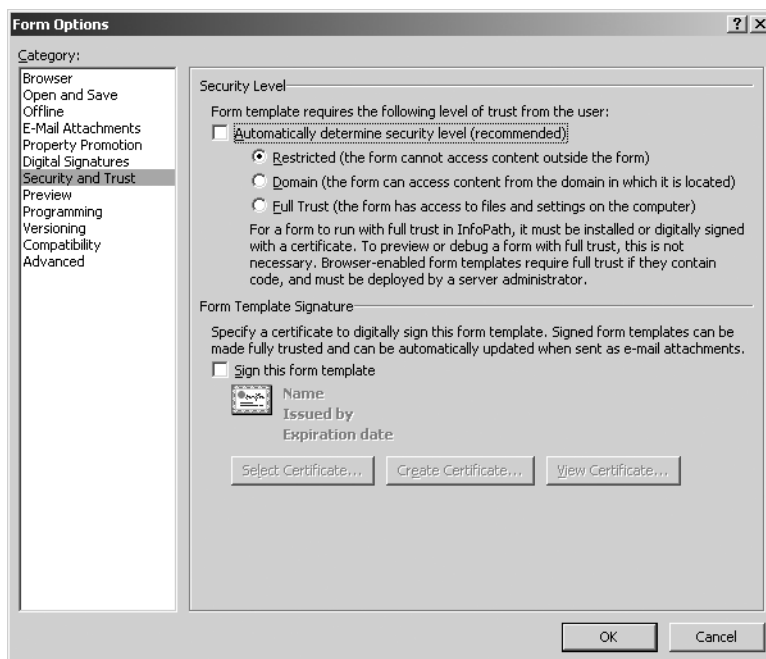 Form Options
Category:
Browser
Open and Save
Offline
E-Mail Attachments
Property Promotion
Digital Signatures
Security and Trust
Preview
Programming
Versioning
Compatibility
Advanced
Security Level
Form template requires the following level of trust from the user:
Automatically determine security level (recommended)
Restricted (the form cannot access content outside the form)
Domain (the form can access content from the domain in which it is located)
Full Trust (the form has access to files and settings on the computer)
For a form to run with full trust in InfoPath, it must be installed or digitally signed
with a certificate. To preview or debug a form with full trust, this is not
necessary. Browser-enabled form templates require full trust if they contain
code, and must be deployed by a server administrator.
Form Template Signature
Specify a certificate to digitally sign this form template. Signed form templates can be
made fully trusted and can be automatically updated when sent as e-mail attachments.
Sign this form template
Name
Issued by
Expiration date
Select Certificate...
Create Certificate...
View Certificate...
OK
Cancel